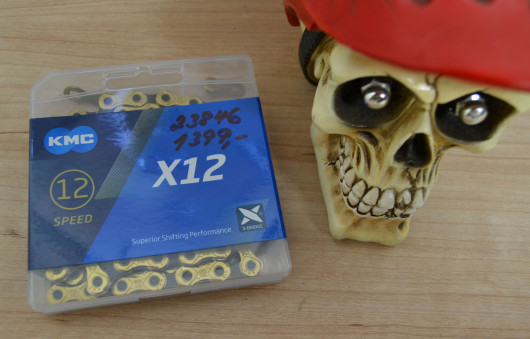 KMC
23846
1399,-
X12
12
SPEED
Superior Shifting Performance
X-BRIDGE